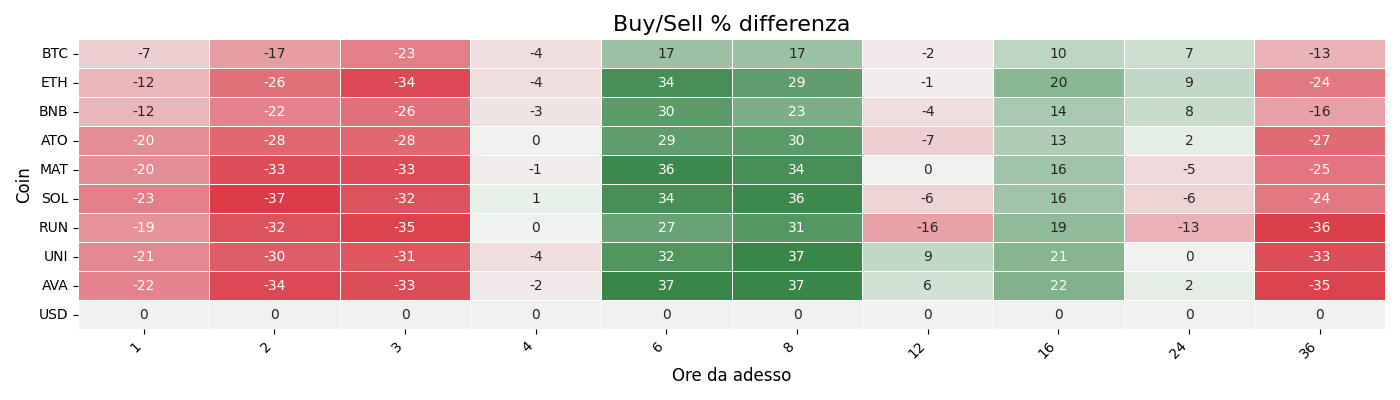 Buy/Sell % differenza
Coin
BTC -7 -17 -23 -4 17 17 -2 10 7 -13
ETH -12 -26 -34 -4 34 29 -1 20 9 -24
BNB -12 -22 -26 -3 30 23 -4 14 8 -16
ATO -20 -28 -28 0 29 30 -7 13 2 -27
MAT -20 -33 -33 -1 36 34 0 16 -5 -25
SOL -23 -37 -32 1 34 36 -6 16 -6 -24
RUN -19 -32 -35 0 27 31 -16 19 -13 -36
UNI -21 -30 -31 -4 32 37 9 21 0 -33
AVA -22 -34 -33 -2 37 37 6 22 2 -35
USD 0 0 0 0 0 0 0 0 0 0
1 2 3 4 6 8 12 16 24 36
Ore da adesso